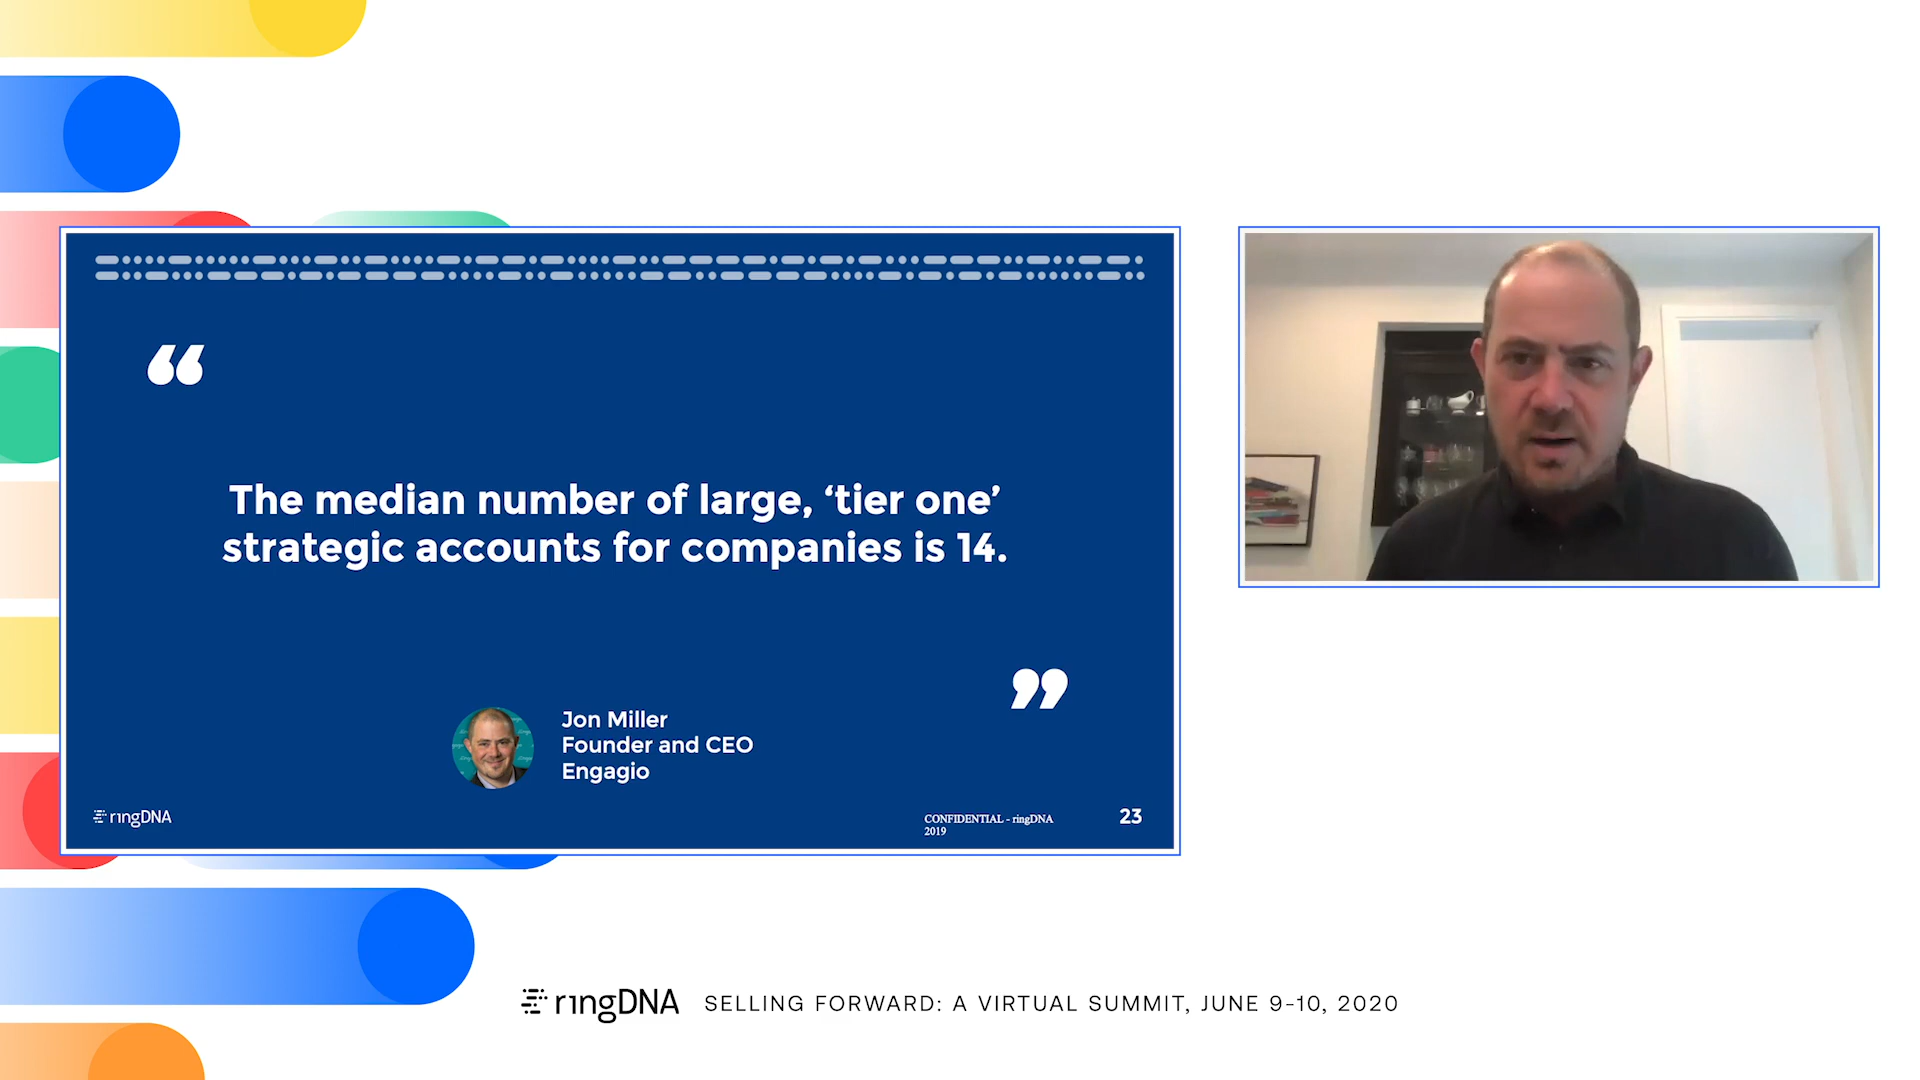 “
The median number of large, ‘tier one’
strategic accounts for companies is 14.
”
Jon Miller
Founder and CEO
Engagio
ringDNA
CONFIDENTIAL - ringDNA
2019
23
ringDNA SELLING FORWARD: A VIRTUAL SUMMIT, JUNE 9-10, 2020